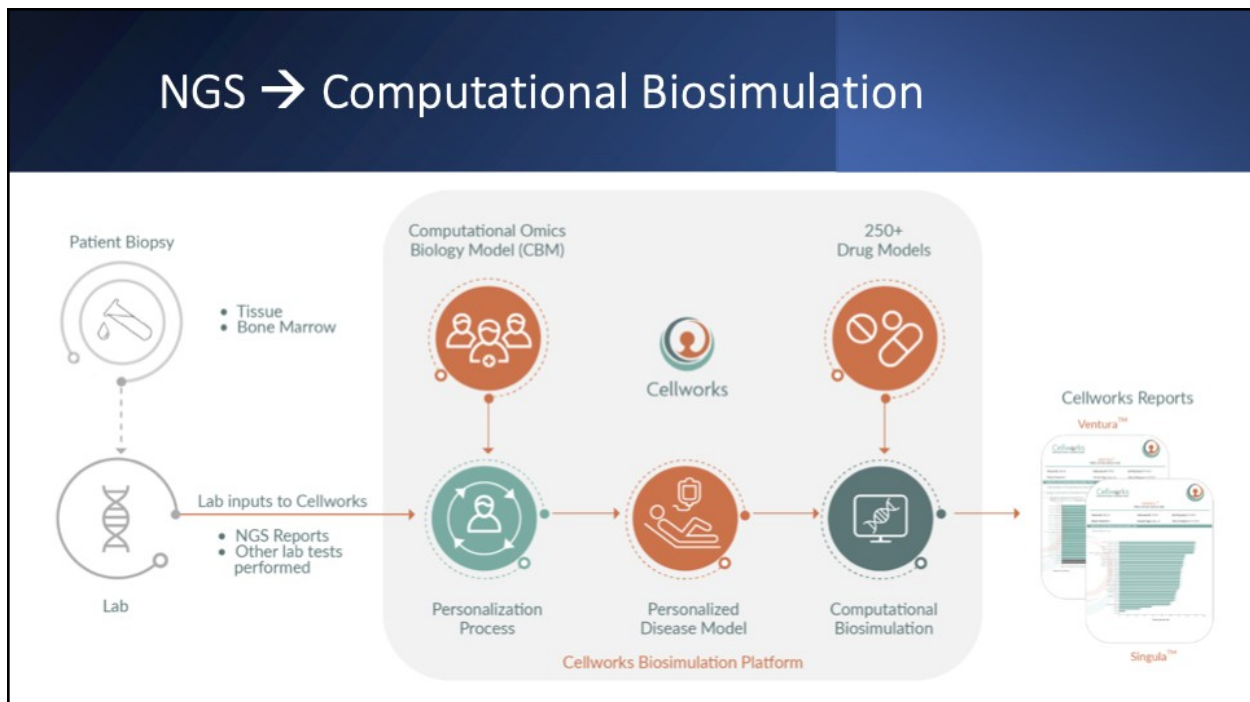 NGS → Computational Biosimulation
Patient Biopsy
• Tissue
• Bone Marrow
Computational Omics
Biology Model (CBM)
250+
Drug Models
Cellworks
Lab inputs to Cellworks
• NGS Reports
• Other lab tests
performed
Lab
Personalization
Process
Personalized
Disease Model
Computational
Biosimulation
Cellworks Biosimulation Platform
Cellworks Reports
Ventura™
Cellworks
Cellworks
Singula™